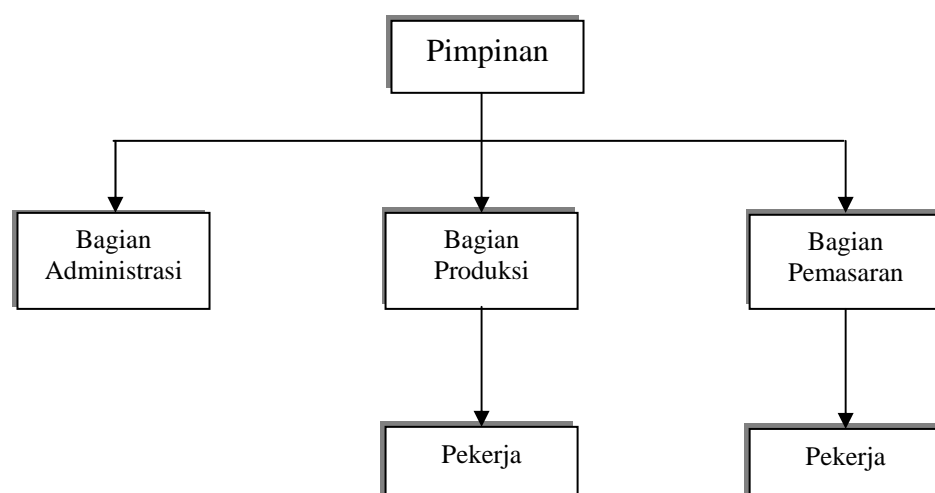 Pimpinan
Bagian
Administrasi
Bagian
Produksi
Bagian
Pemasaran
Pekerja
Pekerja